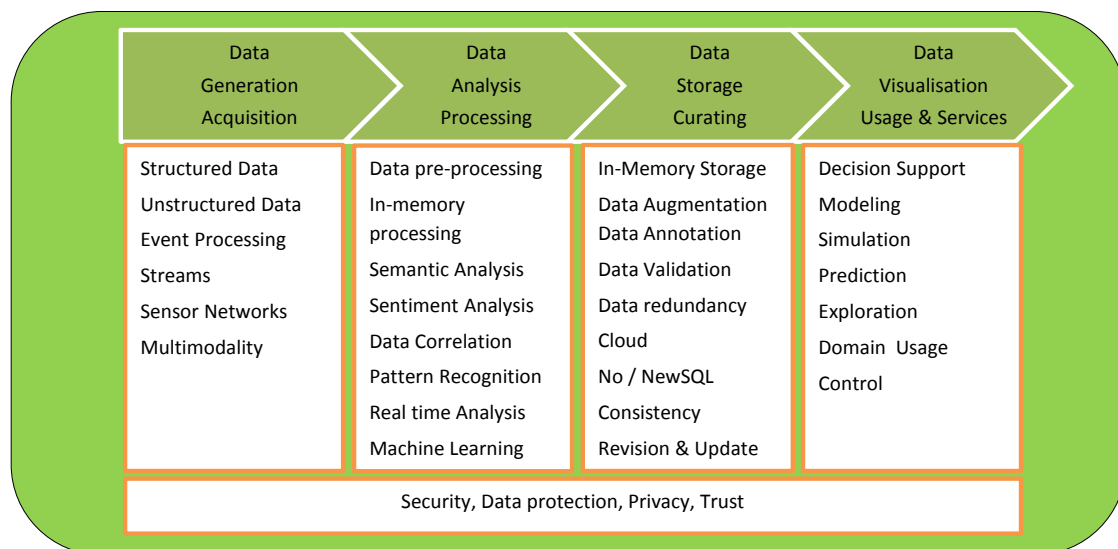 Data
Generation
Acquisition
Data
Analysis
Processing
Data
Storage
Curating
Data
Visualisation
Usage & Services
Structured Data
Unstructured Data
Event Processing
Streams
Sensor Networks
Multimodality
Data pre-processing
In-memory
processing
Semantic Analysis
Sentiment Analysis
Data Correlation
Pattern Recognition
Real time Analysis
Machine Learning
In-Memory Storage
Data Augmentation
Data Annotation
Data Validation
Data redundancy
Cloud
No / NewSQL
Consistency
Revision & Update
Decision Support
Modeling
Simulation
Prediction
Exploration
Domain  Usage
Control
Security, Data protection, Privacy, Trust